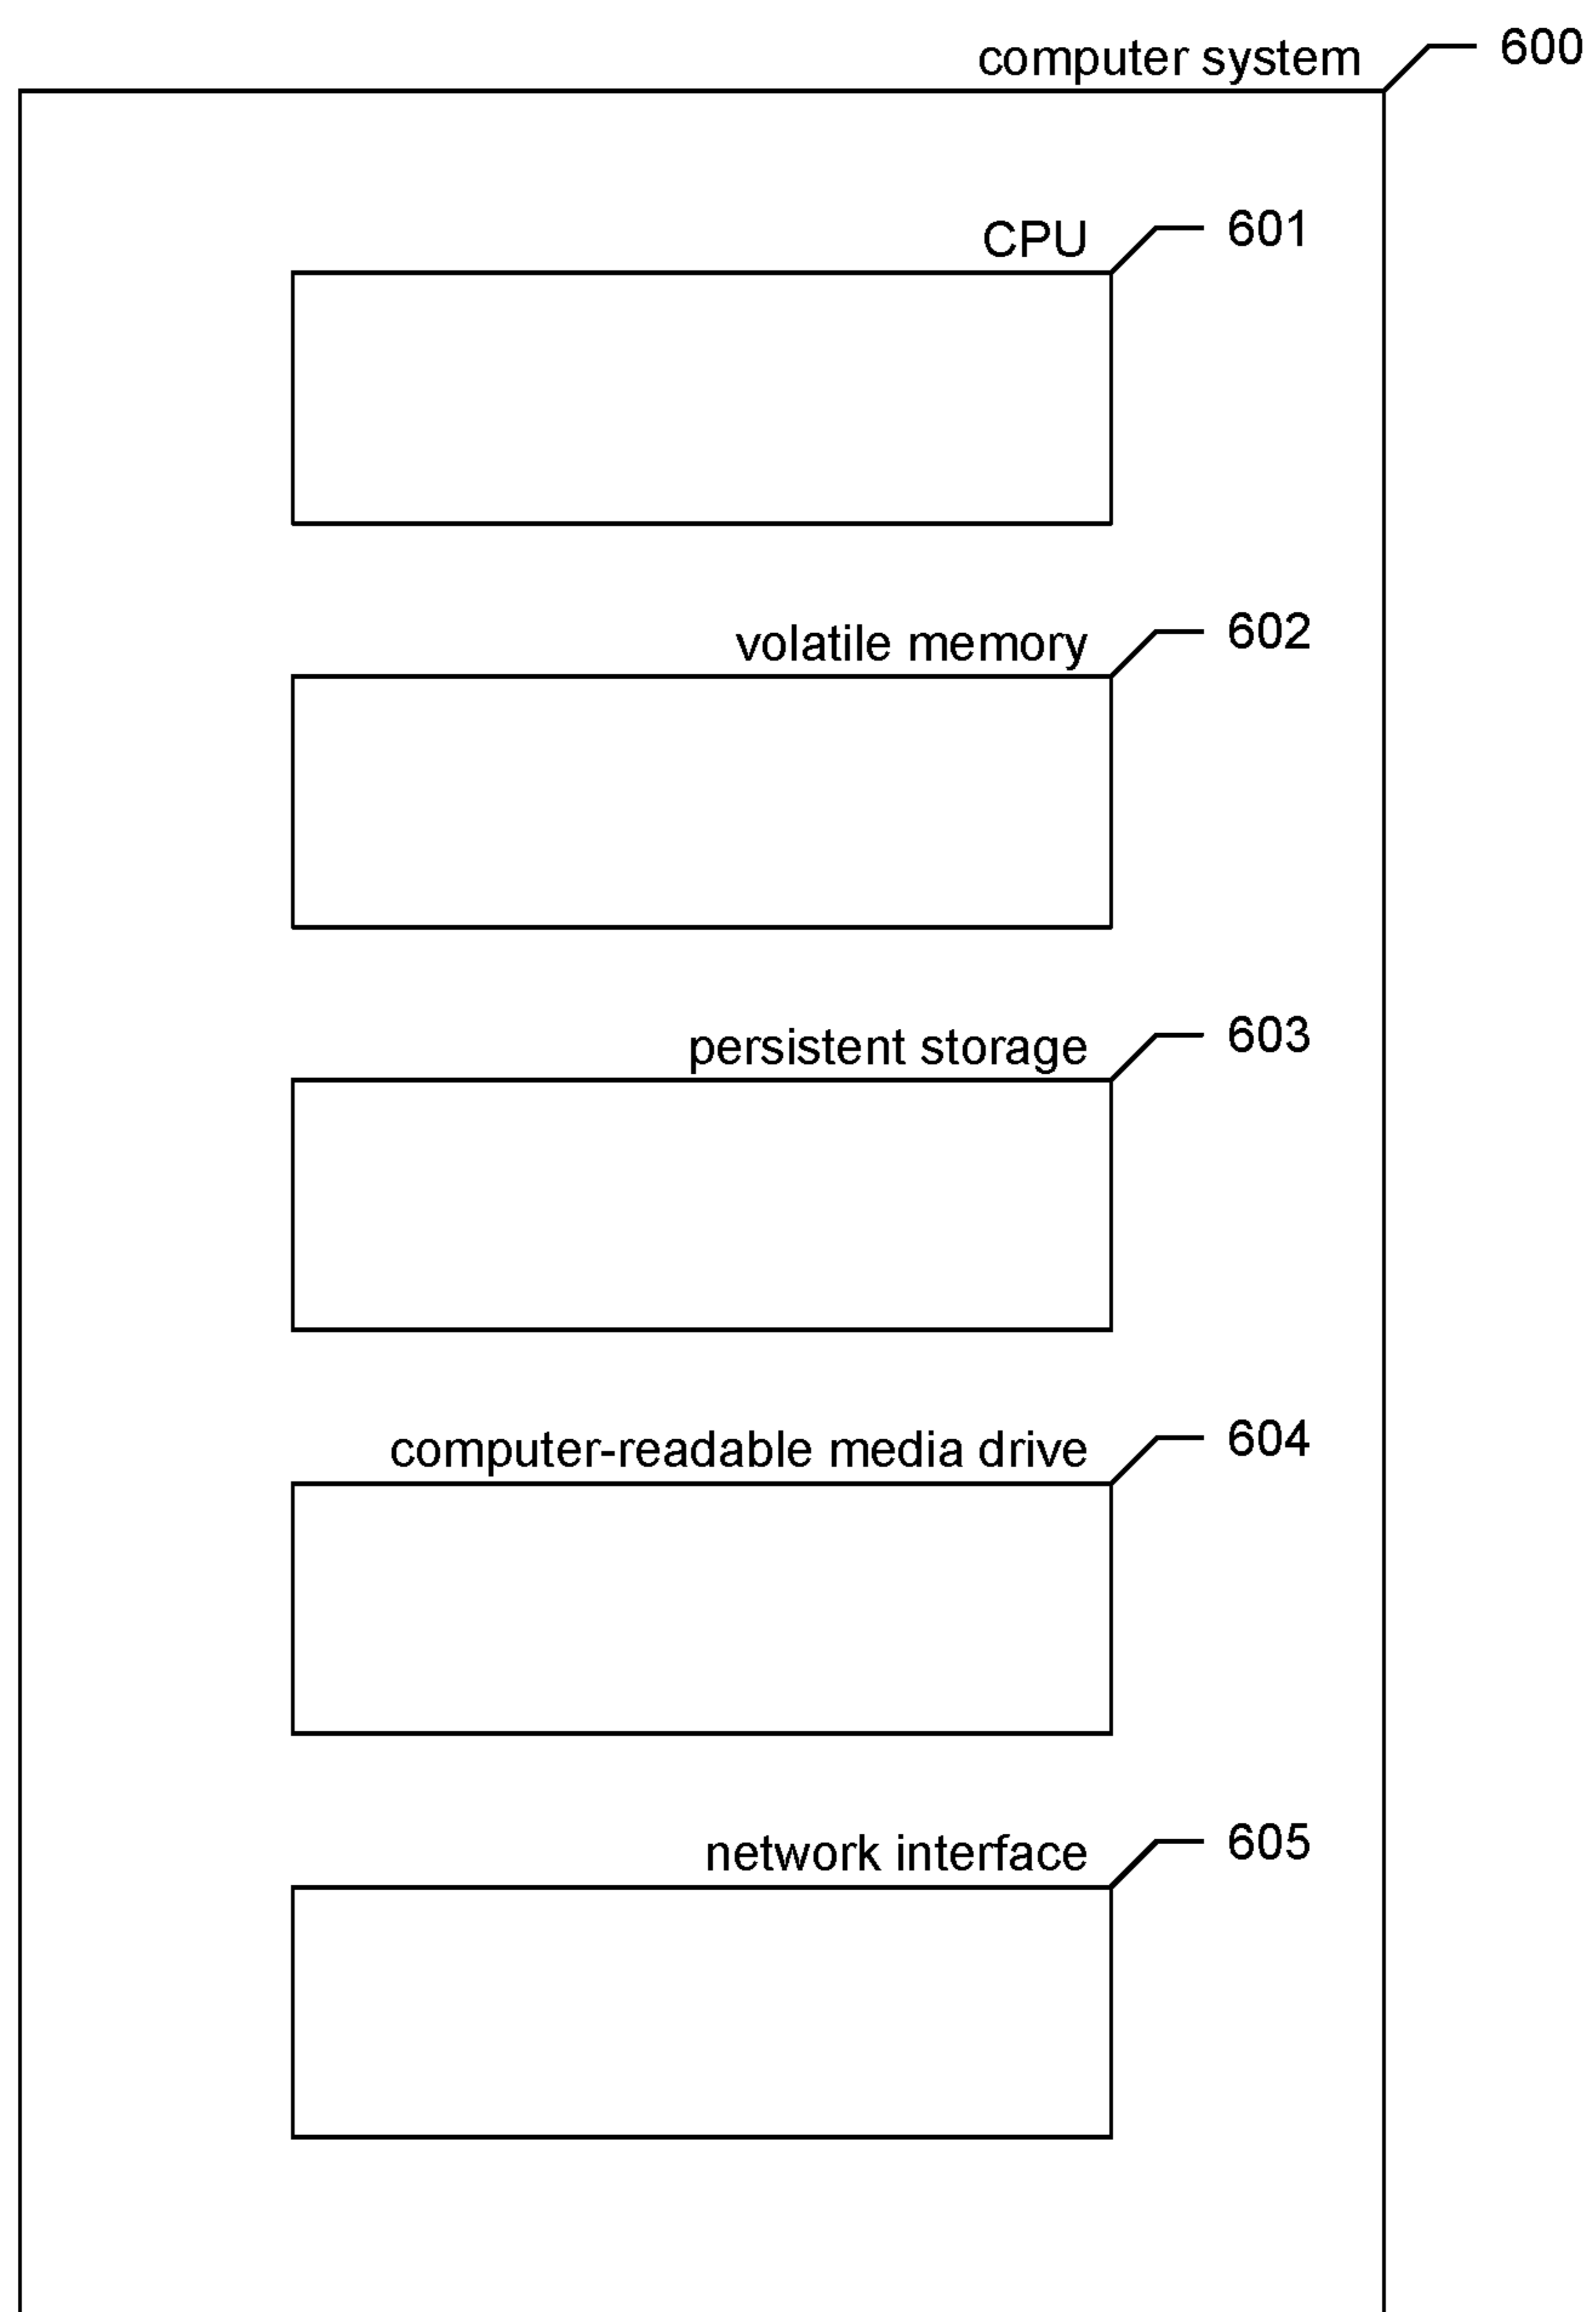 computer system 600
CPU 601
volatile memory 602
persistent storage 603
computer-readable media drive 604
network interface 605